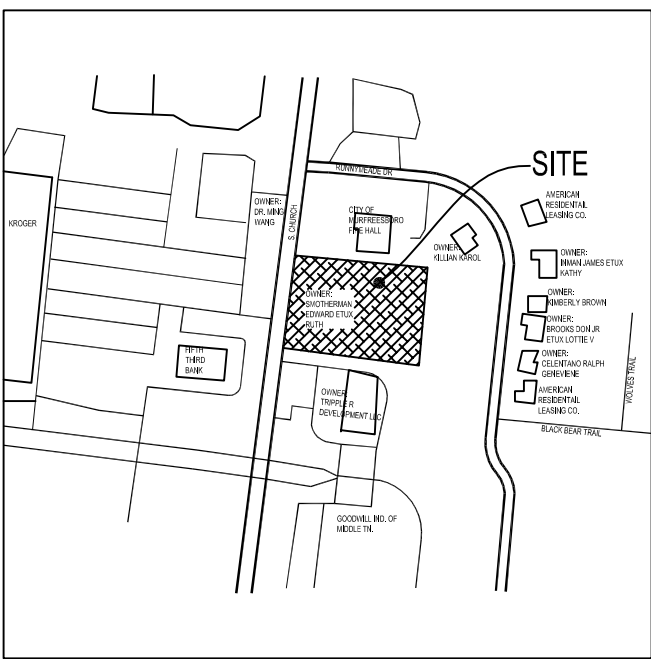 SITE
RUNNYMEADE DR
KROGER
OWNER:
DR. MING
WANG
S. CHURCH
CITY OF
MURFREESBORO
FIRE HALL
OWNER:
KILLIAN KAROL
AMERICAN
RESIDENTAIL
LEASING CO.
OWNER:
INMAN JAMES ETUX
KATHY
OWNER:
KIMBERLY BROWN
OWNER:
BROOKS DON JR
ETUX LOTTIE V
OWNER:
CELENTANO RALPH
GENEVIENE
AMERICAN
RESIDENTAIL
LEASING CO.
WOLVES TRAIL
BLACK BEAR TRAIL
OWNER:
SMOTHERMAN
EDWARD ETUX
RUTH
FIFTH
THIRD
BANK
OWNER:
TRIPPLE R
DEVELOPMENT LLC
GOODWILL IND. OF
MIDDLE TN.